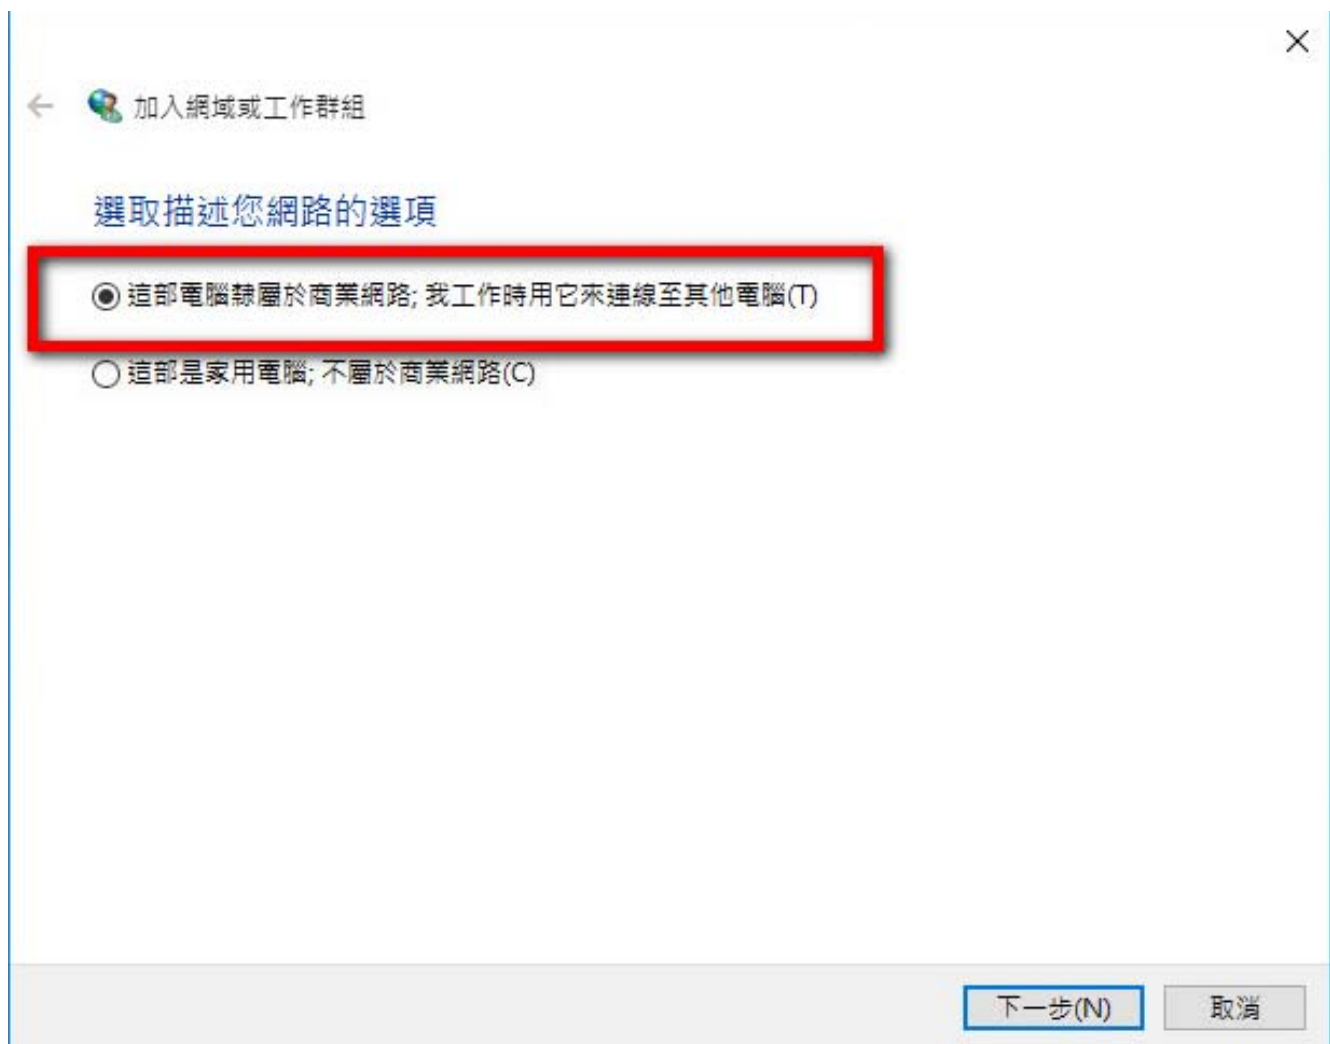 加入網域或工作群組
選取描述您網路的選項
這部電腦隸屬於商業網路; 我工作時用它來連線至其他電腦(T)
這部是家用電腦; 不屬於商業網路(C)
下一步(N)
取消